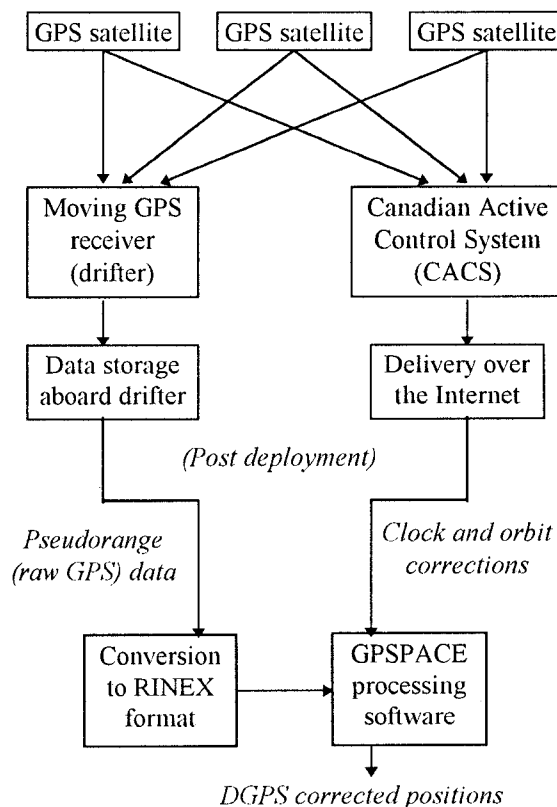 GPS satellite
GPS satellite
GPS satellite
Moving GPS
receiver
(drifter)
Canadian Active
Control System
(CACS)
Data storage
aboard drifter
Delivery over
the Internet
(Post deployment)
Pseudorange
(raw GPS) data
Clock and orbit
corrections
Conversion
to RINEX
format
GPSPACE
processing
software
DGPS corrected positions